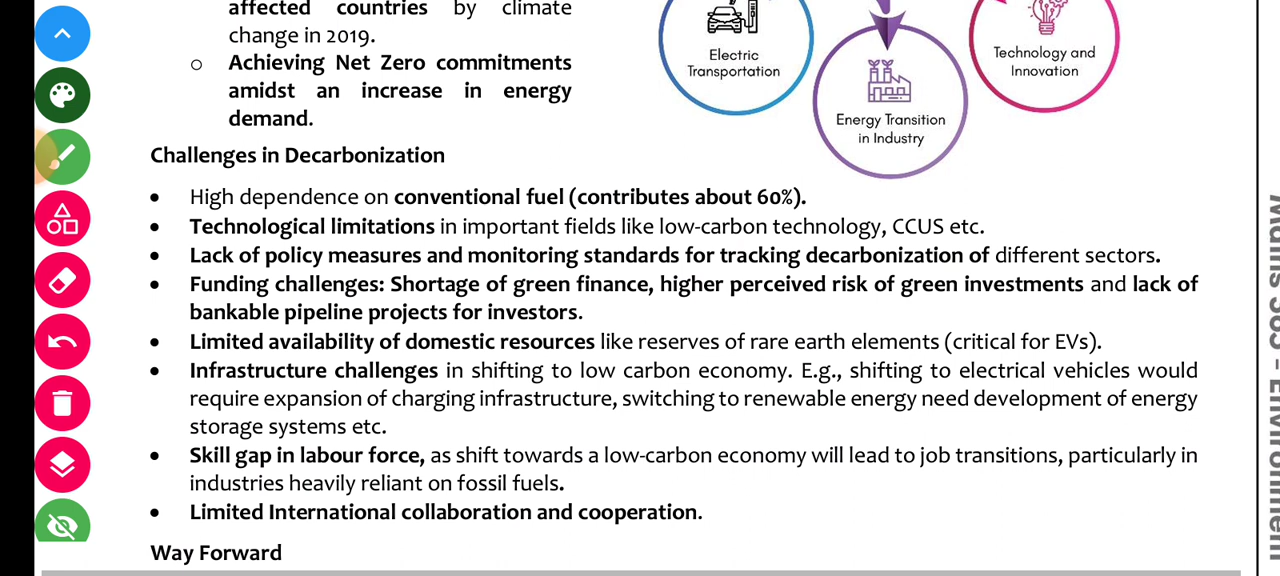 affected countries by climate
change in 2019.
o Achieving Net Zero commitments
amidst an increase in energy
demand.
Electric
Transportation
Energy Transition
in Industry
Technology and
Innovation
Challenges in Decarbonization
• High dependence on conventional fuel (contributes about 60%).
• Technological limitations in important fields like low-carbon technology, CCUS etc.
• Lack of policy measures and monitoring standards for tracking decarbonization of different sectors.
• Funding challenges: Shortage of green finance, higher perceived risk of green investments and lack of
bankable pipeline projects for investors.
• Limited availability of domestic resources like reserves of rare earth elements (critical for EVs).
• Infrastructure challenges in shifting to low carbon economy. E.g., shifting to electrical vehicles would
require expansion of charging infrastructure, switching to renewable energy need development of energy
storage systems etc.
• Skill gap in labour force, as shift towards a low-carbon economy will lead to job transitions, particularly in
industries heavily reliant on fossil fuels.
• Limited International collaboration and cooperation.
Way Forward